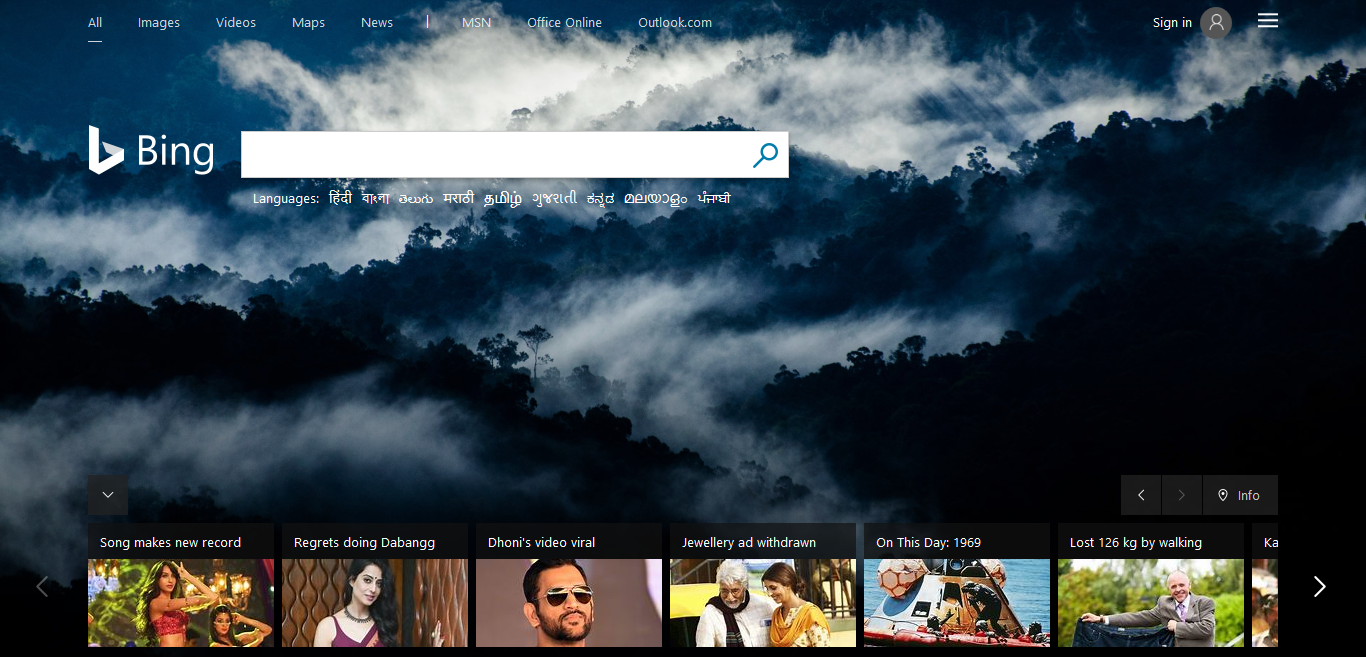 All Images Videos Maps News | MSN Office Online Outlook.com Sign in
Bing
Languages: हिंदी বাংলা తెలుగు मराठी தமிழ் ગુજરાતી ಕನ್ನಡ മലയാളം ਪੰਜਾਬੀ
Info
Song makes new record Regrets doing Dabangg Dhoni's video viral Jewellery ad withdrawn On This Day: 1969 Lost 126 kg by walking Ka